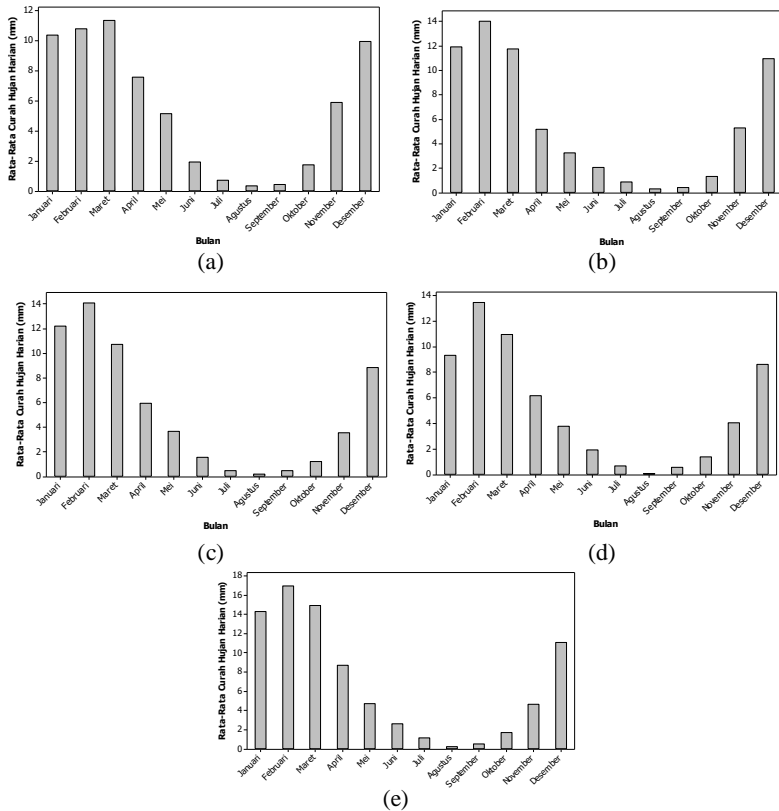 Rata-Rata Curah Hujan Harian (mm)
12
10
8
6
4
2
0
Januari
Februari
Maret
April
Mei
Juni
Juli
Agustus
September
Oktober
November
Desember
Bulan
(a)
Rata-Rata Curah Hujan Harian (mm)
14
12
10
8
6
4
2
0
Januari
Februari
Maret
April
Mei
Juni
Juli
Agustus
September
Oktober
November
Desember
Bulan
(b)
Rata-Rata Curah Hujan Harian (mm)
14
12
10
8
6
4
2
0
Januari
Februari
Maret
April
Mei
Juni
Juli
Agustus
September
Oktober
November
Desember
Bulan
(c)
Rata-Rata Curah Hujan Harian (mm)
14
12
10
8
6
4
2
0
Januari
Februari
Maret
April
Mei
Juni
Juli
Agustus
September
Oktober
November
Desember
Bulan
(d)
Rata-Rata Curah Hujan Harian (mm)
18
16
14
12
10
8
6
4
2
0
Januari
Februari
Maret
April
Mei
Juni
Juli
Agustus
September
Oktober
November
Desember
(e)